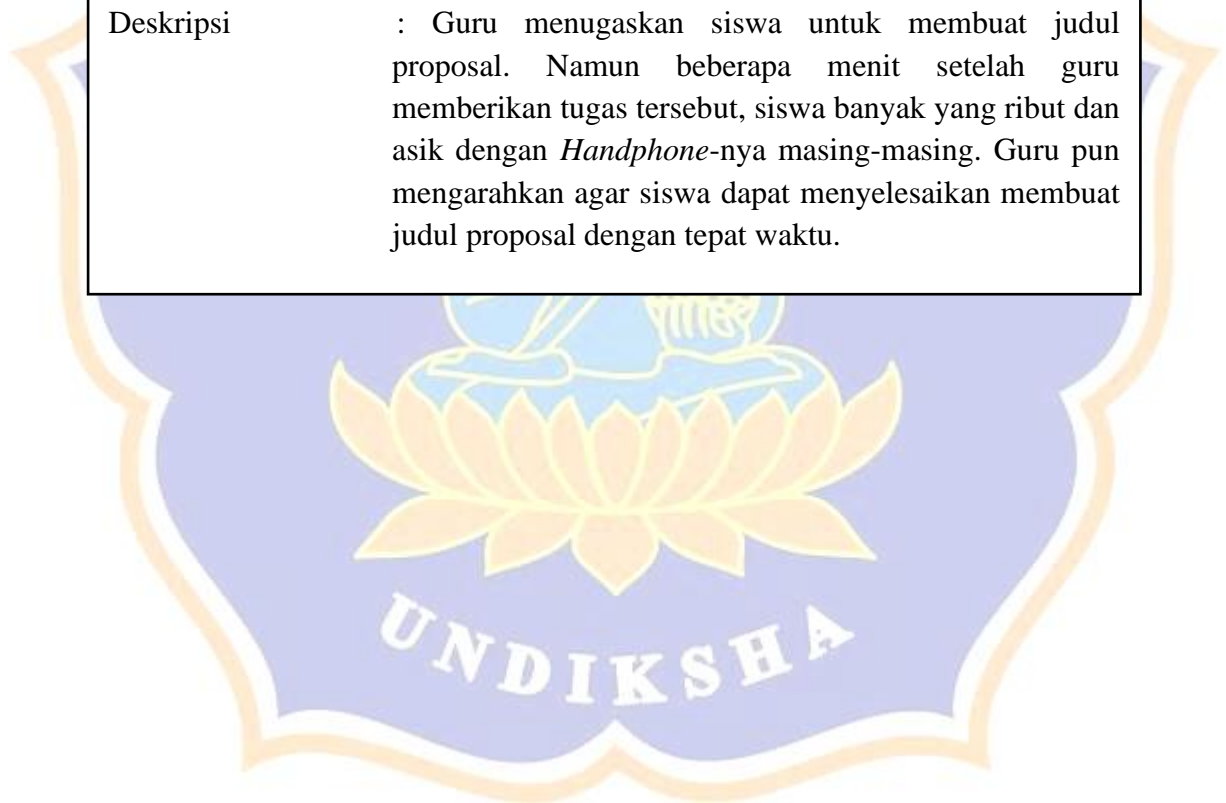 Deskripsi : Guru menugaskan siswa untuk membuat judul
proposal. Namun beberapa menit setelah guru
memberikan tugas tersebut, siswa banyak yang ribut dan
asik dengan Handphone-nya masing-masing. Guru pun
mengarahkan agar siswa dapat menyelesaikan membuat
judul proposal dengan tepat waktu.
UNDIKSHA